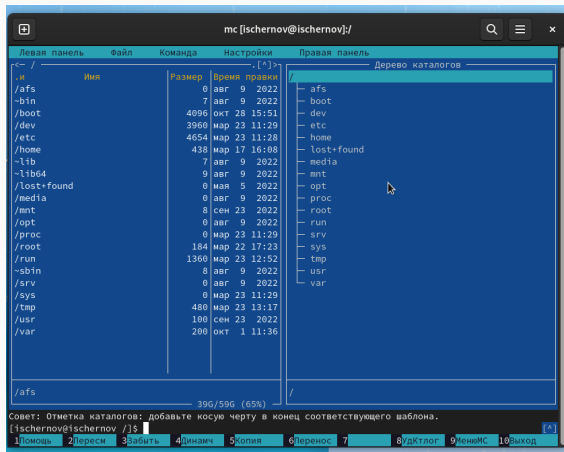 mc [ischernov@ischernov]:/
Левая панель Файл Команда Настройки Правая панель
<— / .[^]>
.и Имя Размер Время правки
/afs 0 авг 9 2022
~bin 7 авг 9 2022
/boot 4096 окт 28 15:51
/dev 3960 мар 23 11:29
/etc 4654 мар 23 11:28
/home 438 мар 17 16:08
~lib 7 авг 9 2022
~lib64 9 авг 9 2022
/lost+found 0 мая 5 2022
/media 0 авг 9 2022
/mnt 8 сен 23 2022
/opt 0 авг 9 2022
/proc 0 мар 23 11:29
/root 184 мар 22 17:23
/run 1360 мар 23 12:52
~sbin 8 авг 9 2022
/srv 0 авг 9 2022
/sys 0 мар 23 11:29
/tmp 480 мар 23 13:17
/usr 100 сен 23 2022
/var 200 окт 1 11:36
/afs
39G/59G (65%)
Дерево каталогов
/
afs
boot
dev
etc
home
lost+found
media
mnt
opt
proc
root
run
srv
sys
tmp
usr
var
/
Совет: Отметка каталогов: добавьте косую черту в конец соответствующего шаблона.
[ischernov@ischernov /]$ [^]
1Помощь 2Пересм 3Забыть 4Динамч 5Копия 6Перенос 7 8УдКтлог 9МенюMC 10Выход